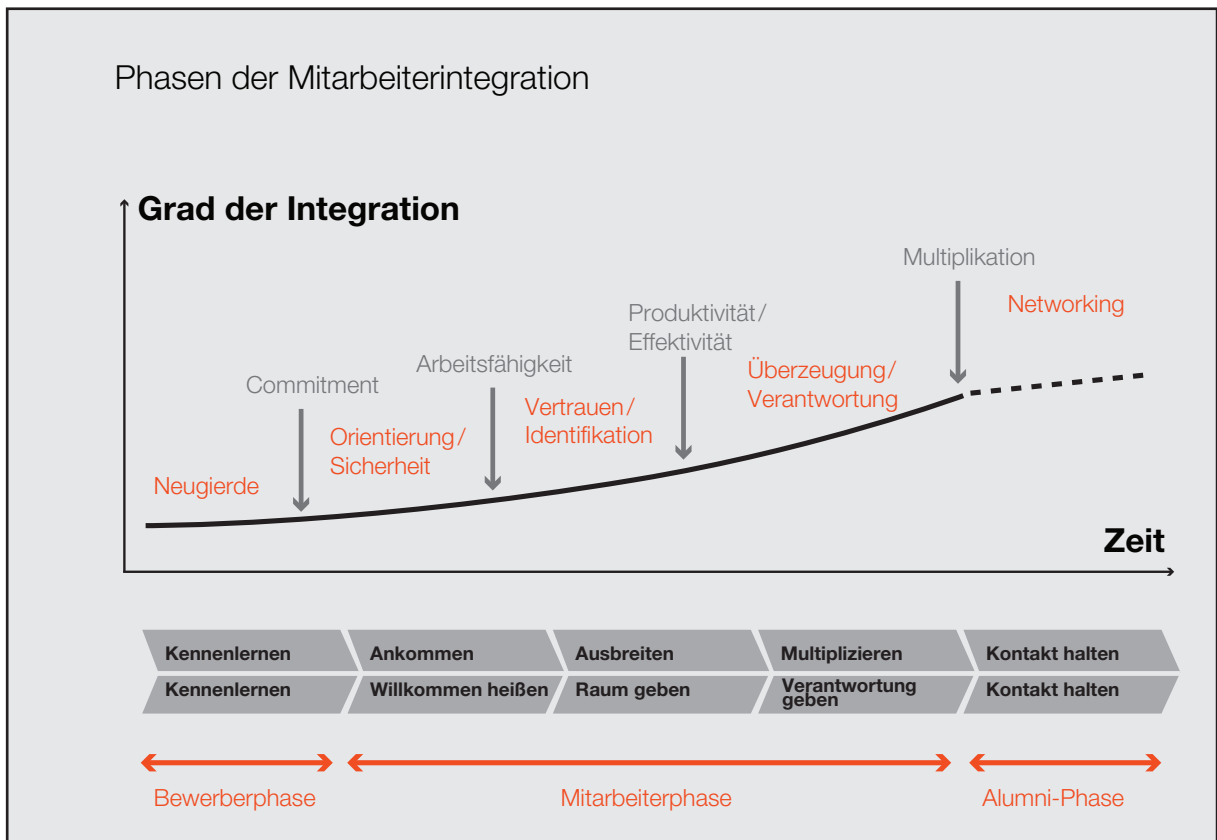 Phasen der Mitarbeiterintegration
Grad der Integration
Multiplikation
Networking
Produktivität /
Effektivität
Arbeitsfähigkeit
Überzeugung /
Verantwortung
Commitment
Vertrauen /
Identifikation
Orientierung /
Sicherheit
Neugierde
Zeit
Kennenlernen Ankommen Ausbreiten Multiplizieren Kontakt halten
Kennenlernen Willkommen heißen Raum geben Verantwortung geben Kontakt halten
Bewerberphase Mitarbeiterphase Alumni-Phase